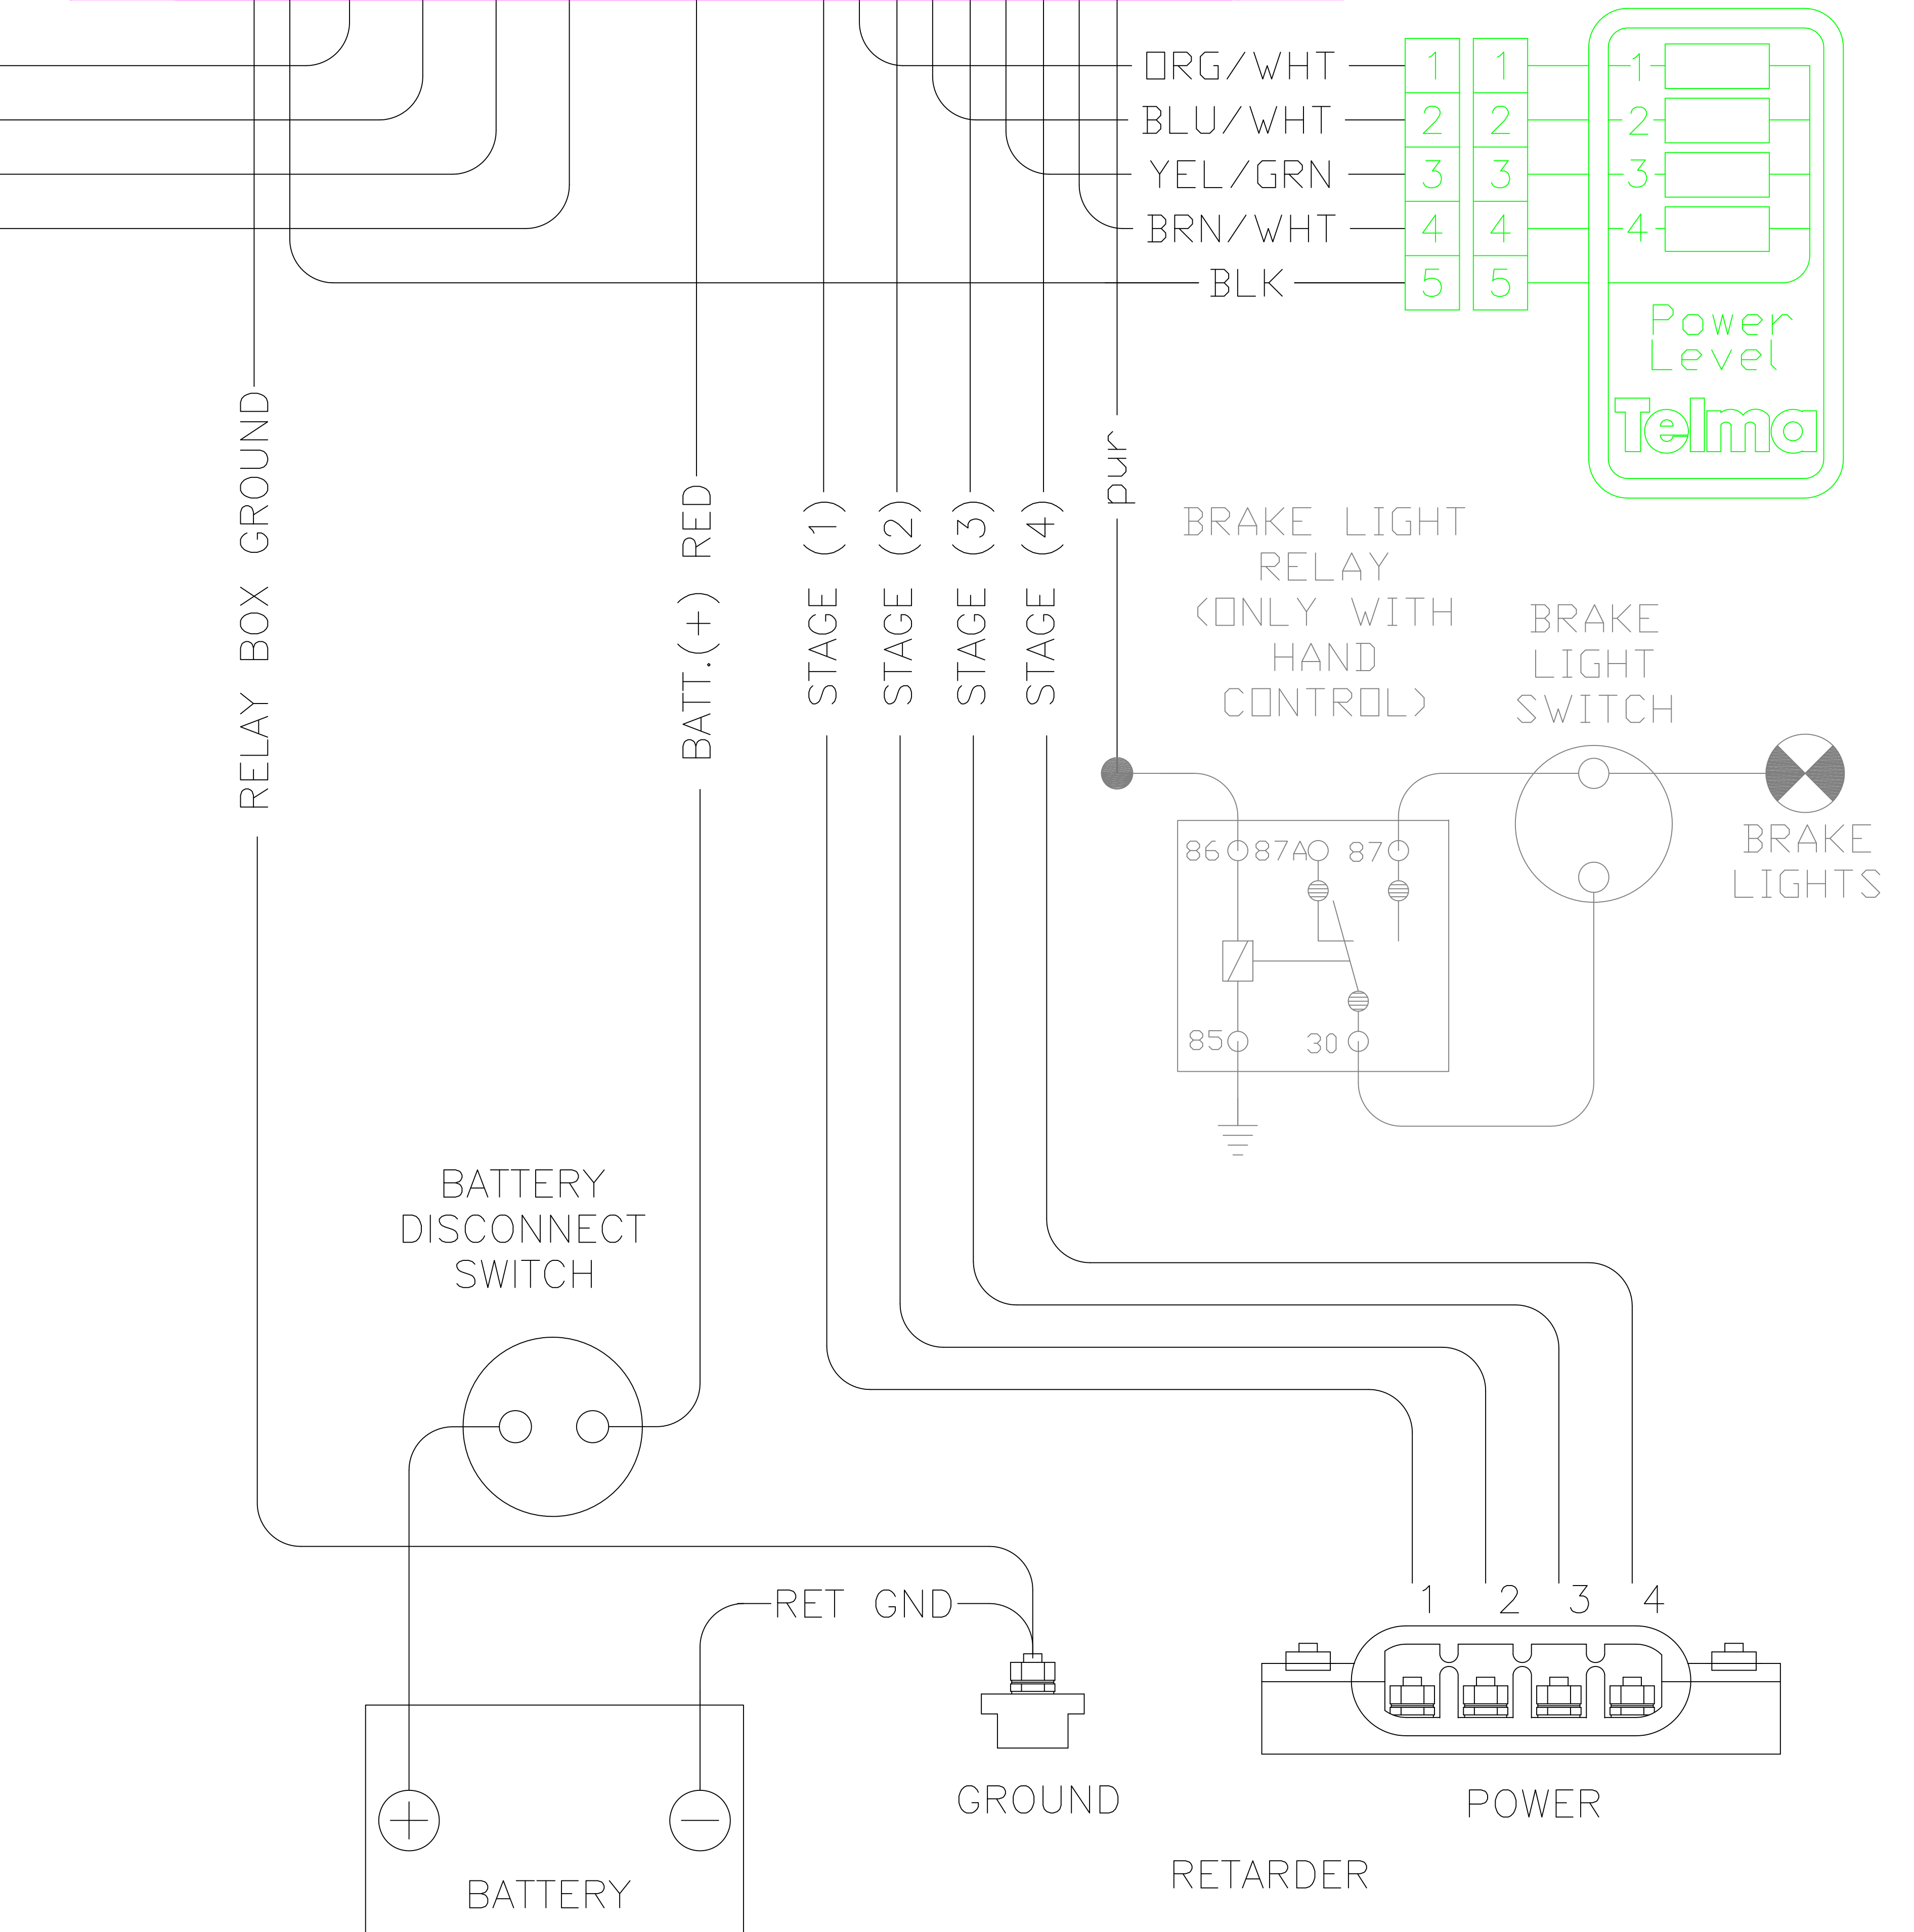 ORG/WHT 1 1 1
BLU/WHT 2 2 2
YEL/GRN 3 3 3
BRN/WHT 4 4 4
BLK 5 5
Power
Level
Telma
RELAY BOX GROUND
BATT.(+) RED
STAGE (1)
STAGE (2)
STAGE (3)
STAGE (4)
pur
BRAKE LIGHT
RELAY
(ONLY WITH
HAND
CONTROL)
BRAKE
LIGHT
SWITCH
BRAKE
LIGHTS
86 87A 87
85 30
BATTERY
DISCONNECT
SWITCH
RET GND
1 2 3 4
GROUND
POWER
RETARDER
BATTERY